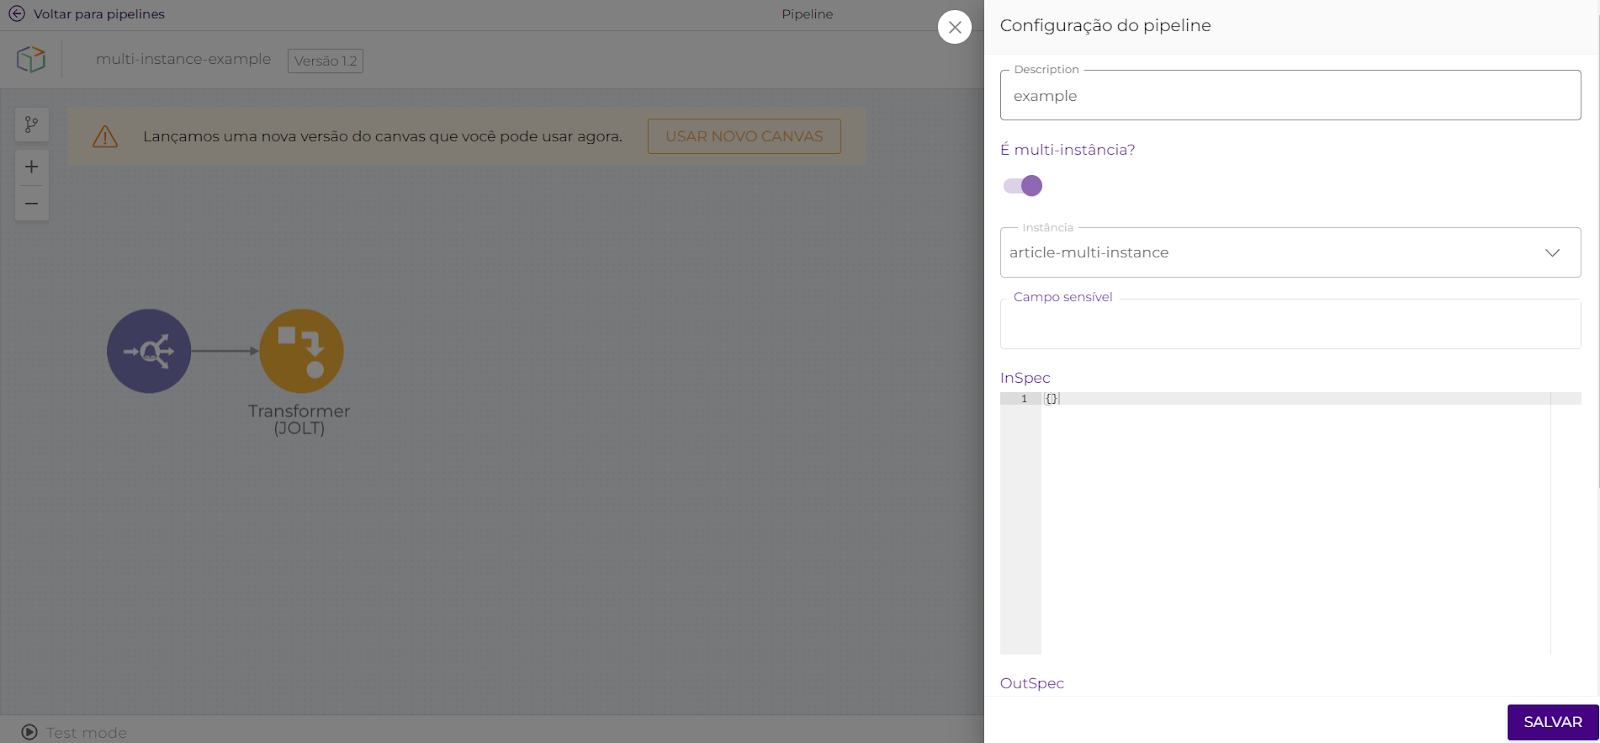 Voltar para pipelines
Pipeline
multi-instance-example
Versão 1.2
Lançamos uma nova versão do canvas que você pode usar agora.
USAR NOVO CANVAS
Transformer
(JOLT)
Test mode
Configuração do pipeline
Description
example
É multi-instância?
Instância
article-multi-instance
Campo sensível
InSpec
1 {}
OutSpec
SALVAR